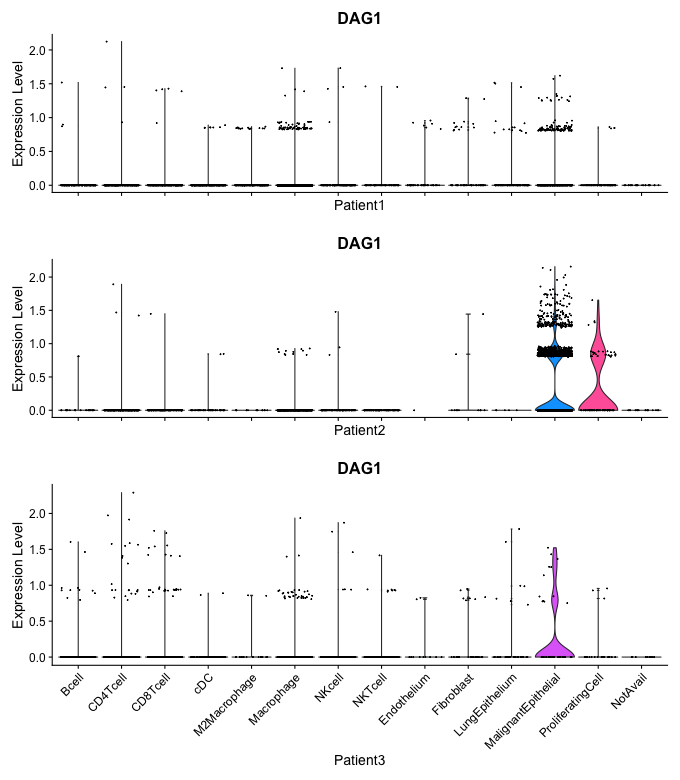 DAG1
Expression Level
2.0
1.5
1.0
0.5
0.0
Patient1
DAG1
Expression Level
2.0
1.5
1.0
0.5
0.0
Patient2
DAG1
Expression Level
2.0
1.5
1.0
0.5
0.0
Bcell
CD4Tcell
CD8Tcell
cDC
M2Macrophage
Macrophage
NKcell
NKTcell
Endothelium
Fibroblast
LungEpithelium
MalignantEpithelial
ProliferatingCell
NotAvail
Patient3